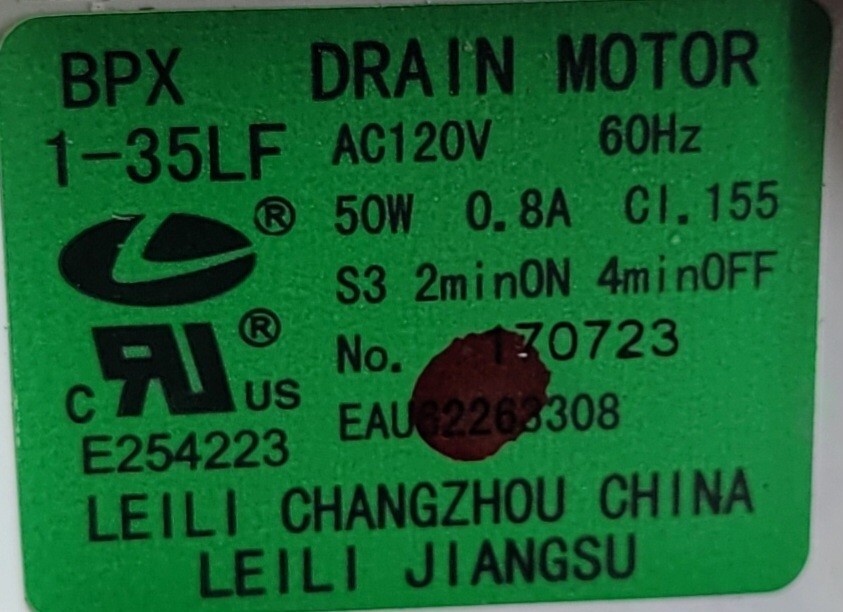 BPX DRAIN MOTOR
1-35LF AC120V 60Hz
® 50W 0.8A Cl.155
S3 2minON 4minOFF
® No. 170723
C US EAU62263308
E254223
LEILI CHANGZHOU CHINA
LEILI JIANGSU